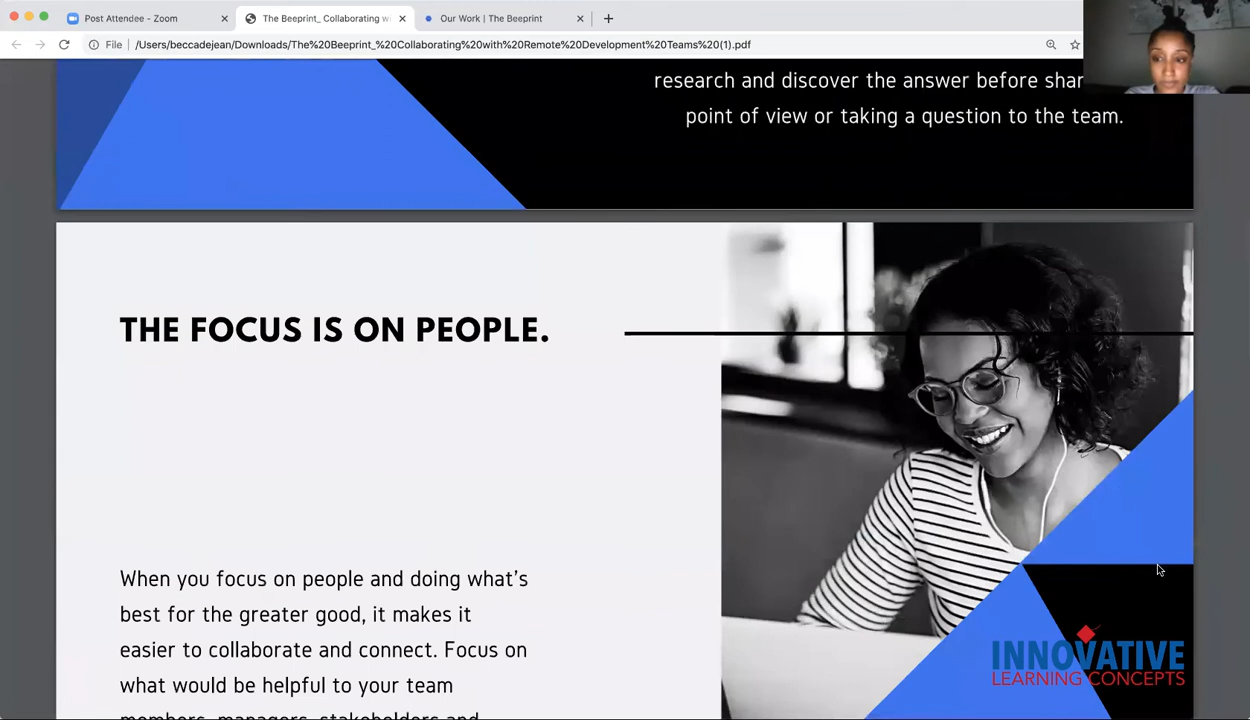 Post Attendee - Zoom
The Beeprint_ Collaborating w
Our Work | The Beeprint
File
/Users/beccadejean/Downloads/The%20Beeprint_%20Collaborating%20with%20Remote%20Development%20Teams%20(1).pdf
research and discover the answer before
point of view or taking a question to the team.
THE FOCUS IS ON PEOPLE.
When you focus on people and doing what's
best for the greater good, it makes it
easier to collaborate and connect. Focus on
what would be helpful to your team
members, managers, stakeholders and
INNOVATIVE
LEARNING CONCEPTS